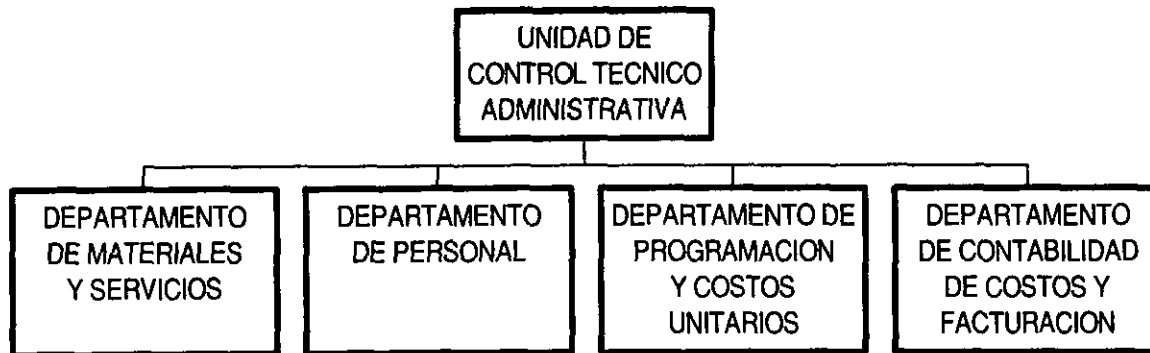 UNIDAD DE
CONTROL TECNICO
ADMINISTRATIVA
DEPARTAMENTO
DE MATERIALES
Y SERVICIOS
DEPARTAMENTO
DE PERSONAL
DEPARTAMENTO DE
PROGRAMACION
Y COSTOS
UNITARIOS
DEPARTAMENTO
DE CONTABILIDAD
DE COSTOS Y
FACTURACION